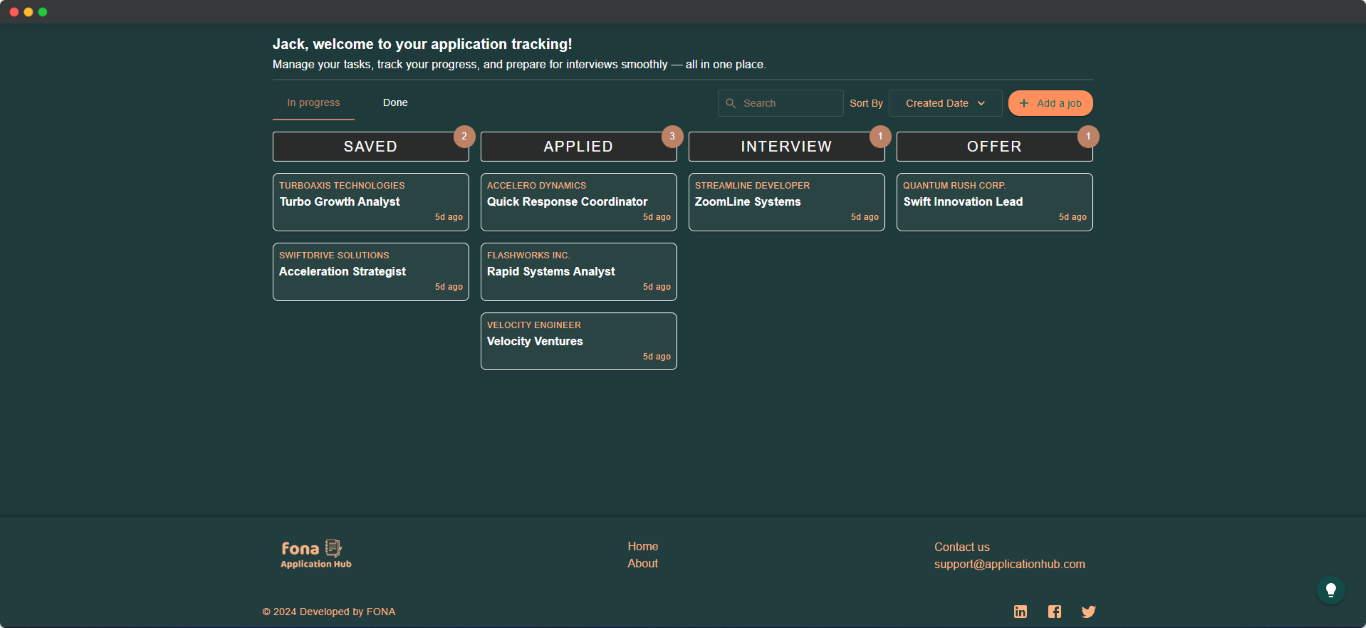 Jack, welcome to your application tracking!
Manage your tasks, track your progress, and prepare for interviews smoothly — all in one place.
In progress
Done
Search
Sort By
Created Date
+ Add a job
SAVED
2
APPLIED
3
INTERVIEW
1
OFFER
1
TURBOAXIS TECHNOLOGIES
Turbo Growth Analyst
5d ago
SWIFTDRIVE SOLUTIONS
Acceleration Strategist
5d ago
ACCELERO DYNAMICS
Quick Response Coordinator
5d ago
FLASHWORKS INC.
Rapid Systems Analyst
5d ago
VELOCITY ENGINEER
Velocity Ventures
5d ago
STREAMLINE DEVELOPER
ZoomLine Systems
5d ago
QUANTUM RUSH CORP.
Swift Innovation Lead
5d ago
fona
Application Hub
Home
About
Contact us
support@applicationhub.com
© 2024 Developed by FONA